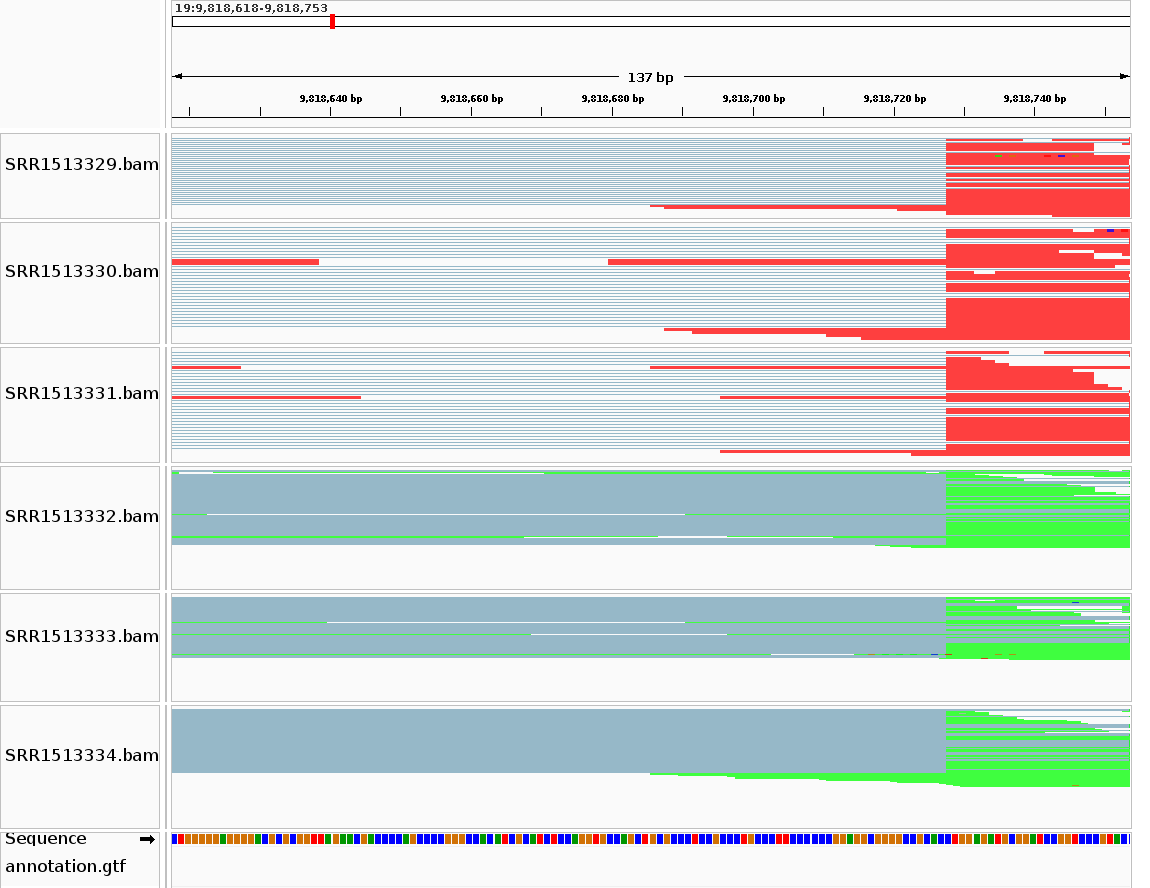 19:9,818,618-9,818,753
137 bp
9,818,640 bp 9,818,660 bp 9,818,680 bp 9,818,700 bp 9,818,720 bp 9,818,740 bp
SRR1513329.bam
SRR1513330.bam
SRR1513331.bam
SRR1513332.bam
SRR1513333.bam
SRR1513334.bam
Sequence
annotation.gtf